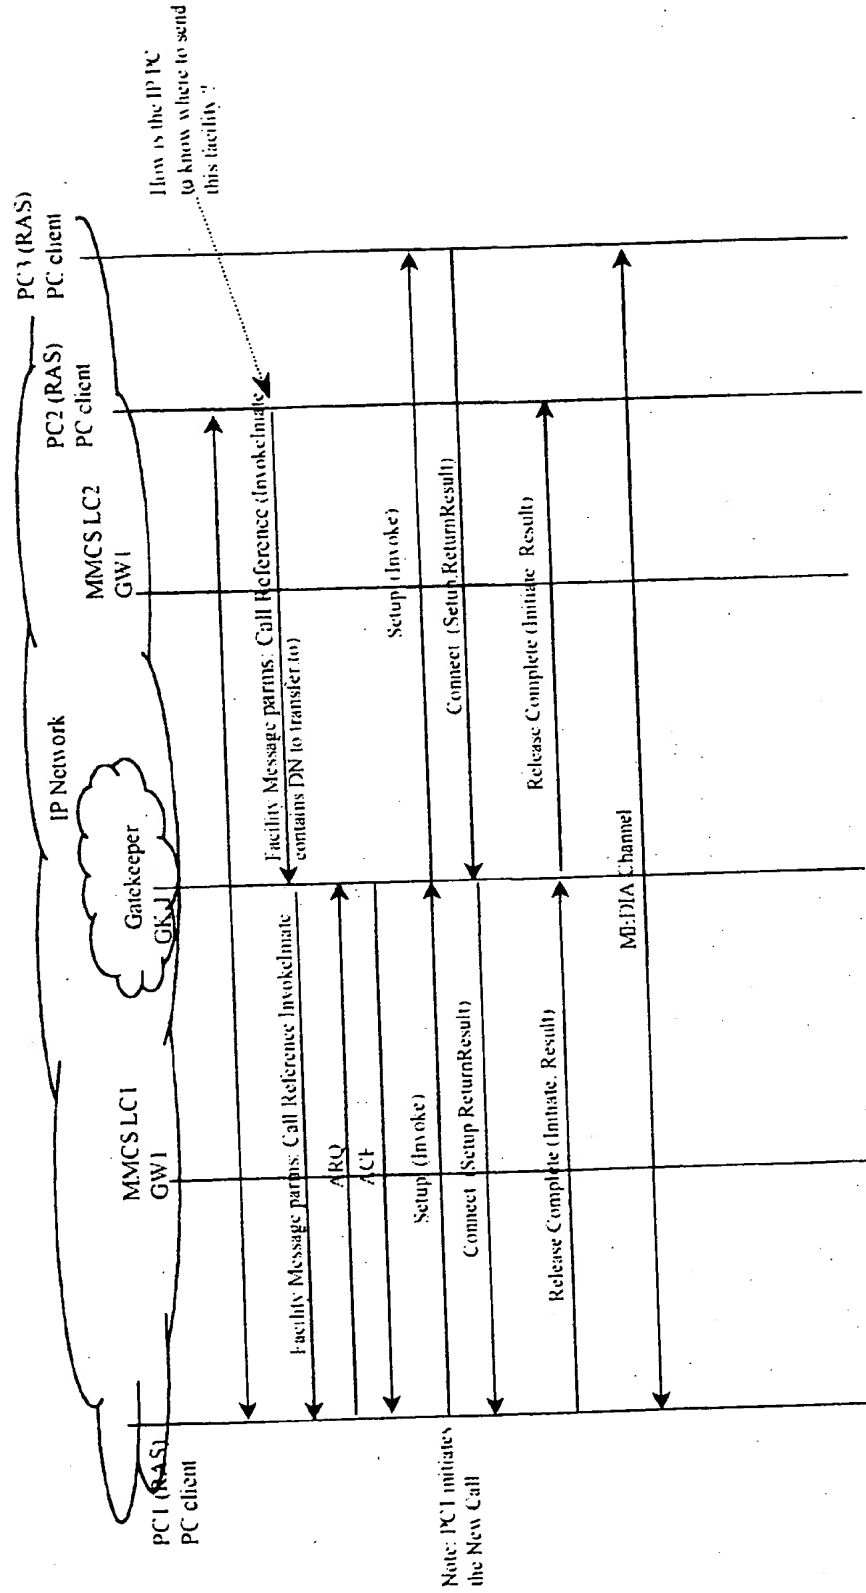 PC1 (RAS)
PC client
MMCS LC1
GW1
Gatekeeper
GK 1
IP Network
MMCS LC2
GW1
PC2 (RAS)
PC client
PC3 (RAS)
PC client
How is the IP PC
to know where to send
this facility ?
Facility Message parms: Call Reference (InvokeImate
contains DN to transfer to)
Facility Message parms: Call Reference InvokeImate
ARQ
ACF
Setup (Invoke)
Setup (Invoke)
Connect (Setup.ReturnResult)
Connect (Setup ReturnResult)
Release Complete (Initiate. Result)
Release Complete (Initiate. Result)
MEDIA Channel
Note: PC1 initiates
the New Call